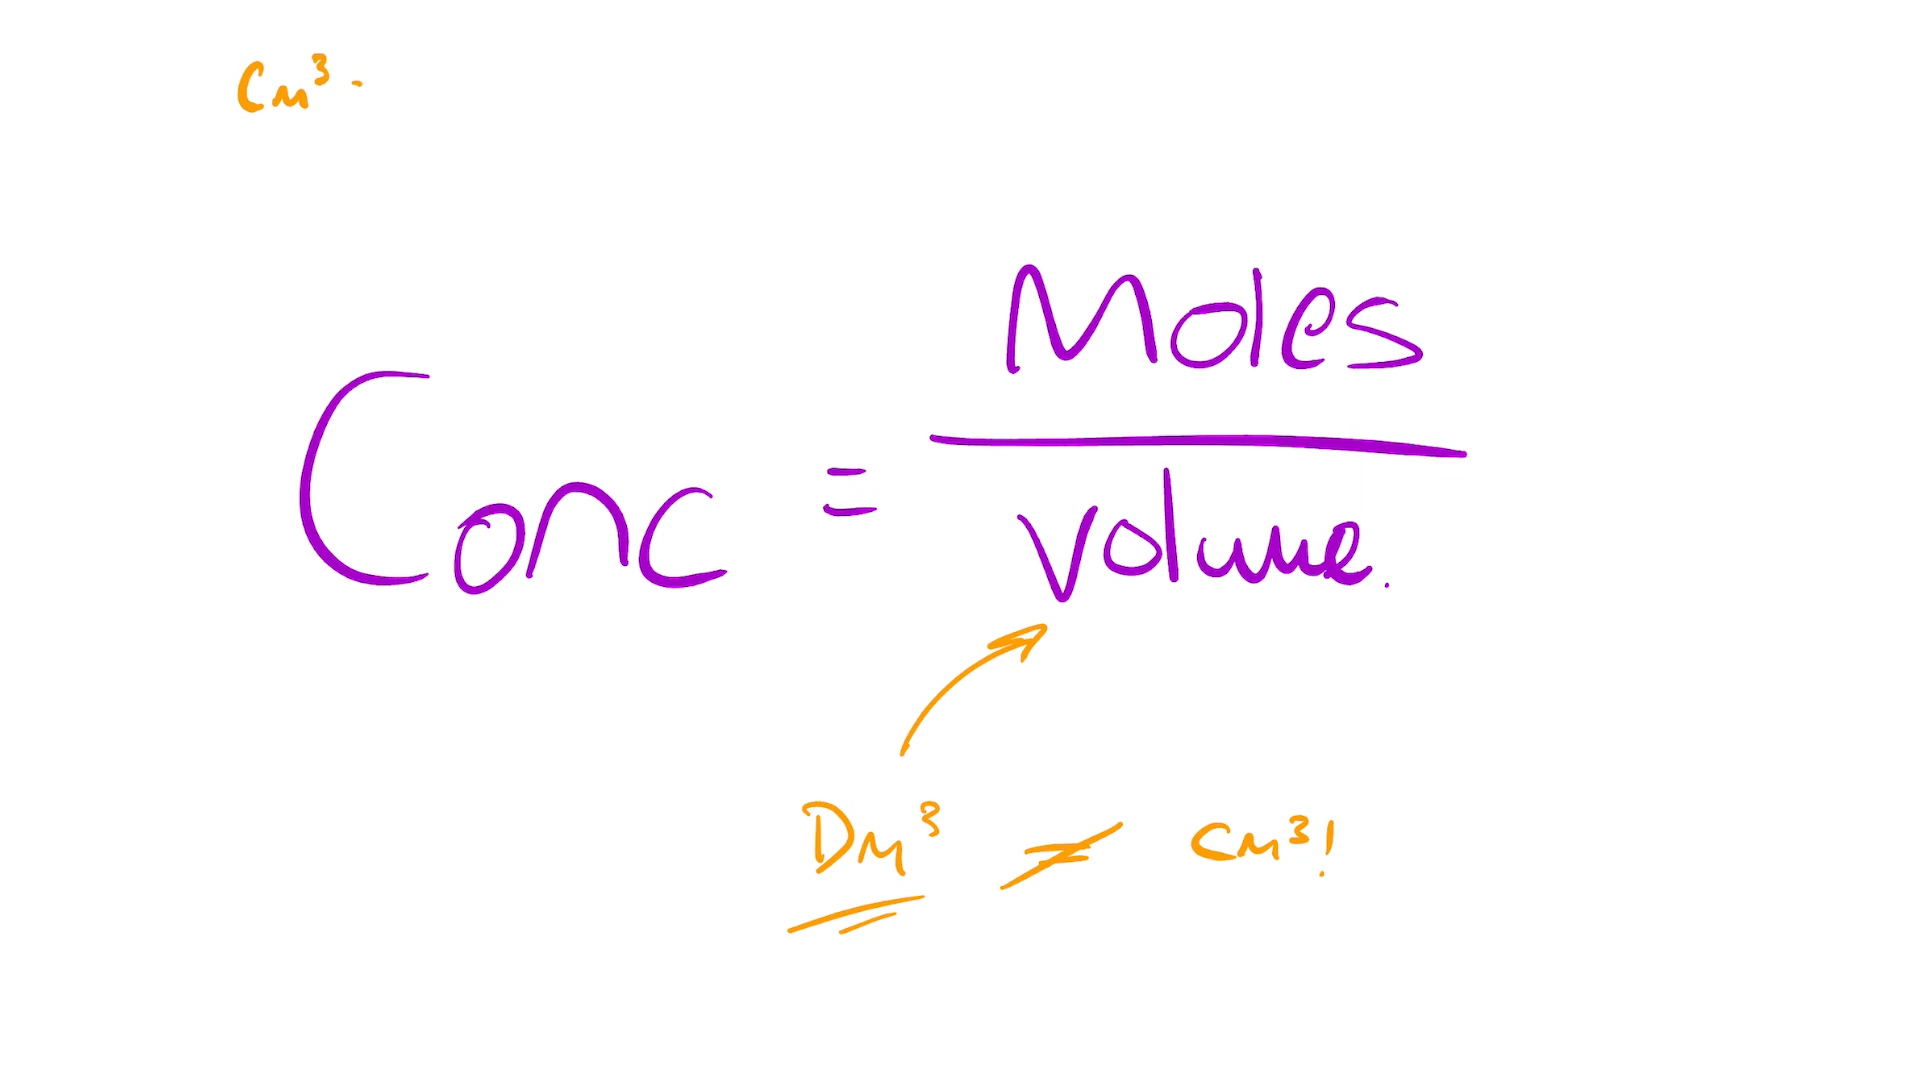 Cm³ -
Conc = Moles / volume.
Dm³ ≠ cm³!